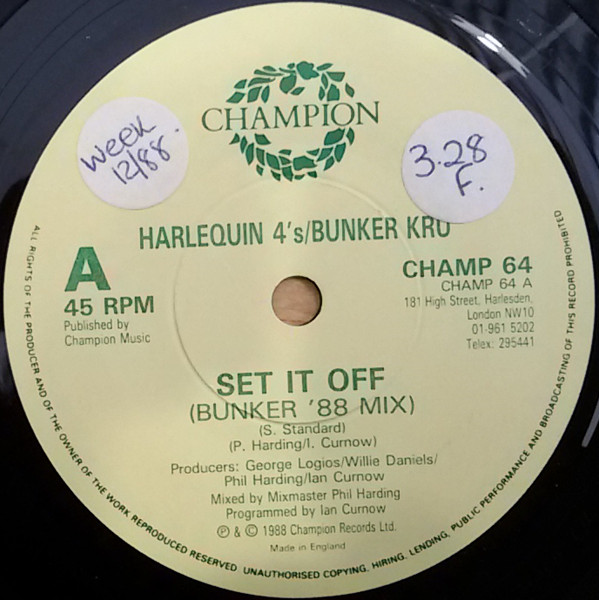 CHAMPION
Week
12/88.
3.28
F.
HARLEQUIN 4's/BUNKER KRU
A
45 RPM
Published by
Champion Music
CHAMP 64
CHAMP 64 A
181 High Street, Harlesden,
London NW10
01-961 5202
Telex: 295441
SET IT OFF
(BUNKER '88 MIX)
(S. Standard)
(P. Harding/I. Curnow)
Producers: George Logios/Willie Daniels/
Phil Harding/Ian Curnow
Mixed by Mixmaster Phil Harding
Programmed by Ian Curnow
℗ & © 1988 Champion Records Ltd.
Made in England
ALL RIGHTS OF THE PRODUCER AND OF THE OWNER OF THE WORK REPRODUCED RESERVED. UNAUTHORISED COPYING, HIRING, LENDING, PUBLIC PERFORMANCE AND BROADCASTING OF THIS RECORD PROHIBITED